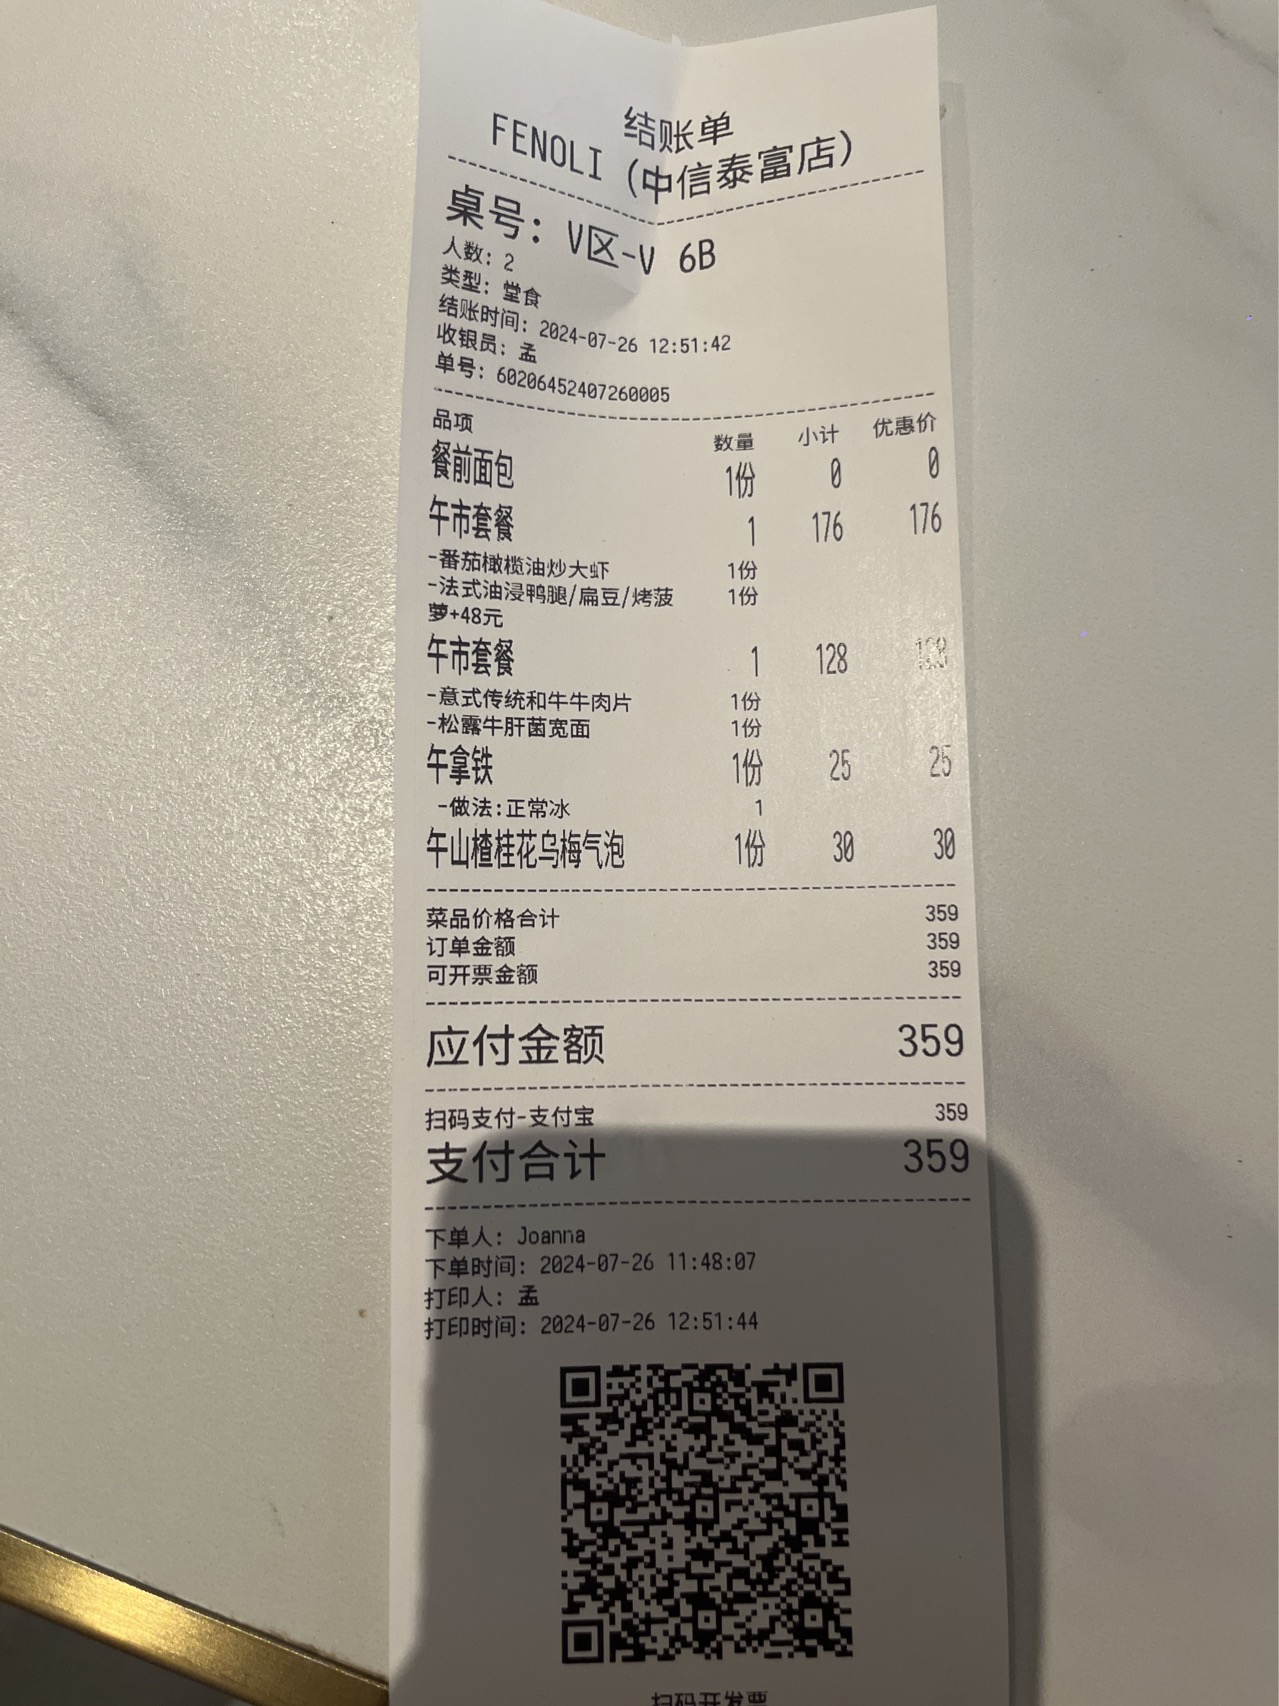 结账单
FENOLI (中信泰富店)
桌号: V区-V 6B
人数: 2
类型: 堂食
结账时间: 2024-07-26 12:51:42
收银员: 孟
单号: 60206452407260005
品项 数量 小计 优惠价
餐前面包 1份 0 0
午市套餐 1 176 176
-番茄橄榄油炒大虾 1份
-法式油浸鸭腿/扁豆/烤菠 1份
萝+48元
午市套餐 1 128 128
-意式传统和牛牛肉片 1份
-松露牛肝菌宽面 1份
午拿铁 1份 25 25
-做法:正常冰 1
午山楂桂花乌梅气泡 1份 30 30
菜品价格合计 359
订单金额 359
可开票金额 359
应付金额 359
扫码支付-支付宝 359
支付合计 359
下单人: Joanna
下单时间: 2024-07-26 11:48:07
打印人: 孟
打印时间: 2024-07-26 12:51:44
扫码开发票